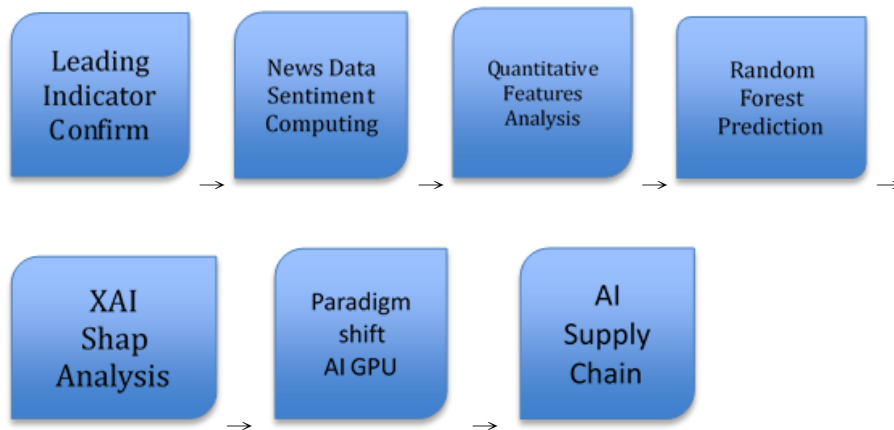 Leading
Indicator
Confirm
News Data
Sentiment
Computing
Quantitative
Features
Analysis
Random
Forest
Prediction
→
→
→
→
XAI
Shap
Analysis
Paradigm
shift
AI GPU
AI
Supply
Chain
→
→